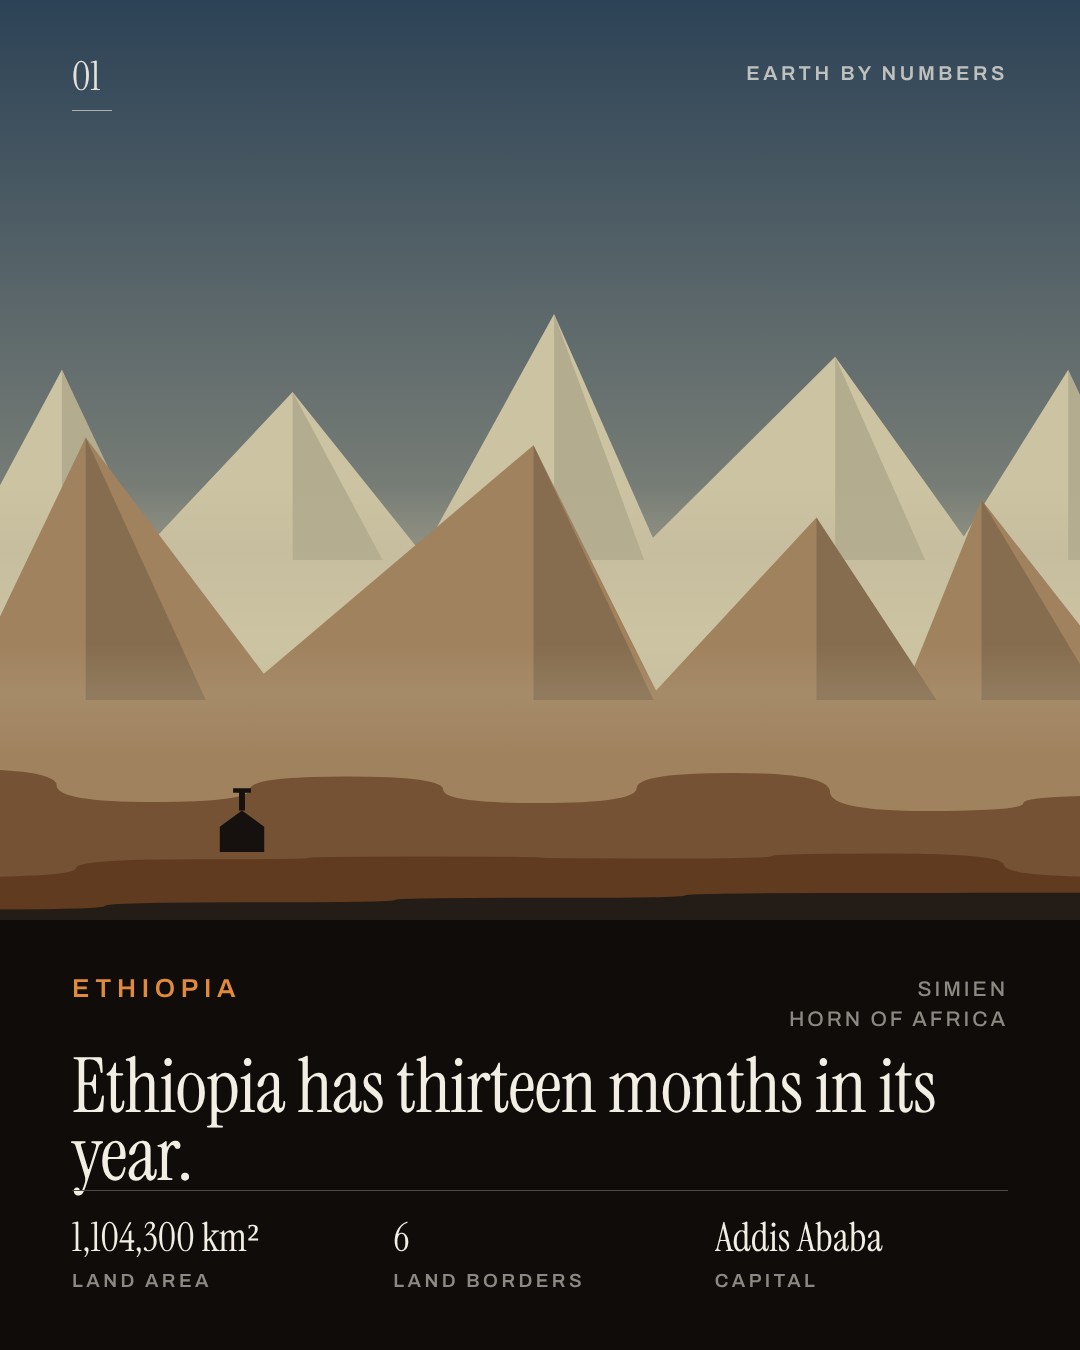 01
EARTH BY NUMBERS
ETHIOPIA
SIMIEN
HORN OF AFRICA
Ethiopia has thirteen months in its
year.
1,104,300 km²
LAND AREA
6
LAND BORDERS
Addis Ababa
CAPITAL